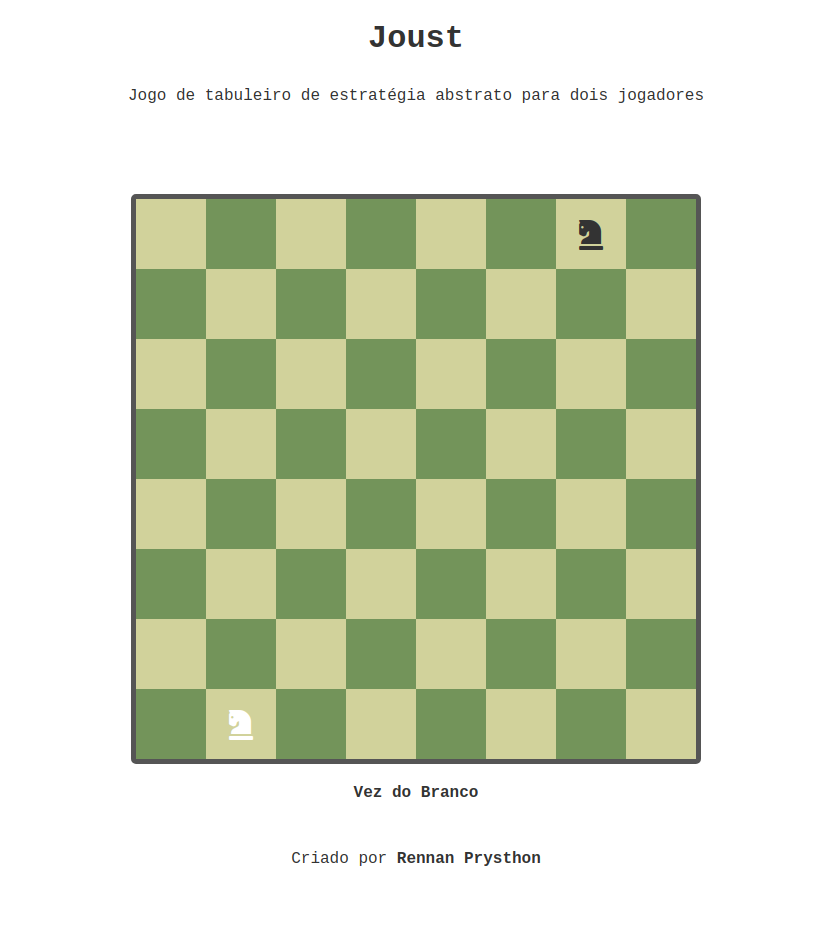 Joust
Jogo de tabuleiro de estratégia abstrato para dois jogadores
Vez do Branco
Criado por Rennan Prysthon